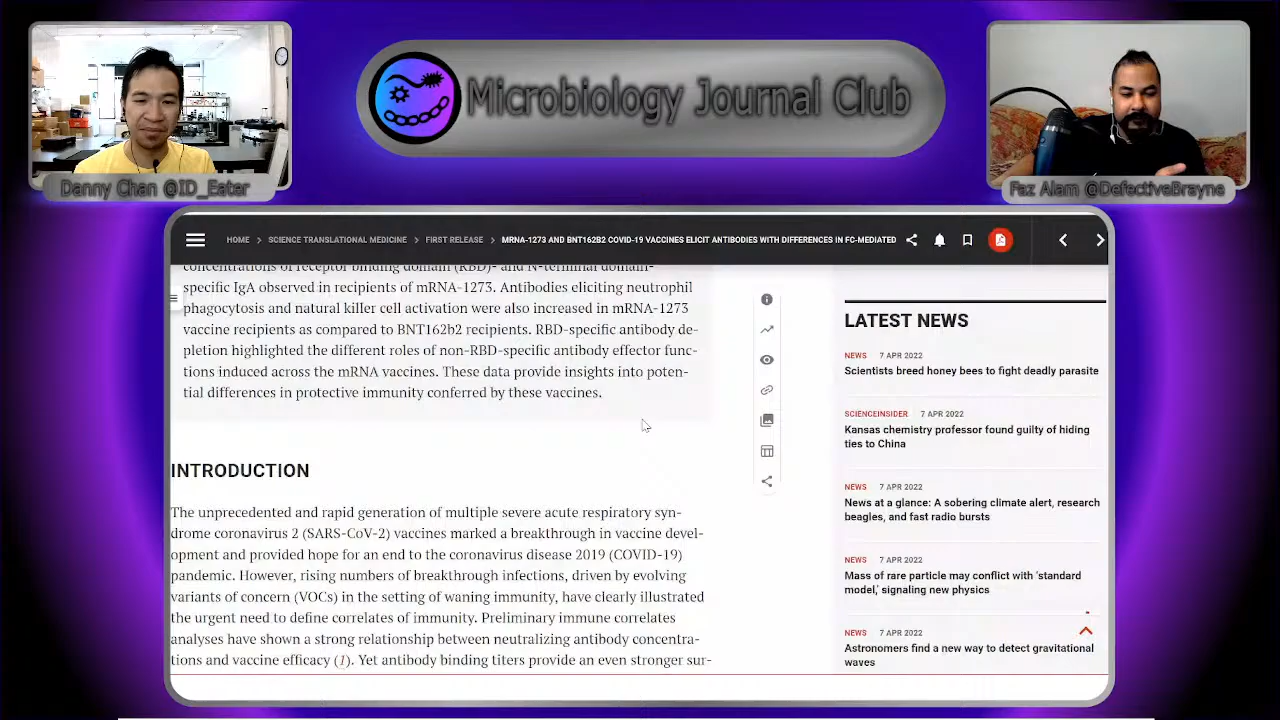 Microbiology Journal Club
Danny Chan @ID_Eater
Faz Alam @DefectiveBrayne
HOME > SCIENCE TRANSLATIONAL MEDICINE > FIRST RELEASE > MRNA-1273 AND BNT162B2 COVID-19 VACCINES ELICIT ANTIBODIES WITH DIFFERENCES IN FC-MEDIATED
concentrations of receptor binding domain (RBD)- and N-terminal domain-
specific IgA observed in recipients of mRNA-1273. Antibodies eliciting neutrophil
phagocytosis and natural killer cell activation were also increased in mRNA-1273
vaccine recipients as compared to BNT162b2 recipients. RBD-specific antibody de-
pletion highlighted the different roles of non-RBD-specific antibody effector func-
tions induced across the mRNA vaccines. These data provide insights into poten-
tial differences in protective immunity conferred by these vaccines.
INTRODUCTION
The unprecedented and rapid generation of multiple severe acute respiratory syn-
drome coronavirus 2 (SARS-CoV-2) vaccines marked a breakthrough in vaccine devel-
opment and provided hope for an end to the coronavirus disease 2019 (COVID-19)
pandemic. However, rising numbers of breakthrough infections, driven by evolving
variants of concern (VOCs) in the setting of waning immunity, have clearly illustrated
the urgent need to define correlates of immunity. Preliminary immune correlates
analyses have shown a strong relationship between neutralizing antibody concentra-
tions and vaccine efficacy (1). Yet antibody binding titers provide an even stronger sur-
LATEST NEWS
NEWS 7 APR 2022
Scientists breed honey bees to fight deadly parasite
SCIENCEINSIDER 7 APR 2022
Kansas chemistry professor found guilty of hiding
ties to China
NEWS 7 APR 2022
News at a glance: A sobering climate alert, research
beagles, and fast radio bursts
NEWS 7 APR 2022
Mass of rare particle may conflict with 'standard
model,' signaling new physics
NEWS 7 APR 2022
Astronomers find a new way to detect gravitational
waves